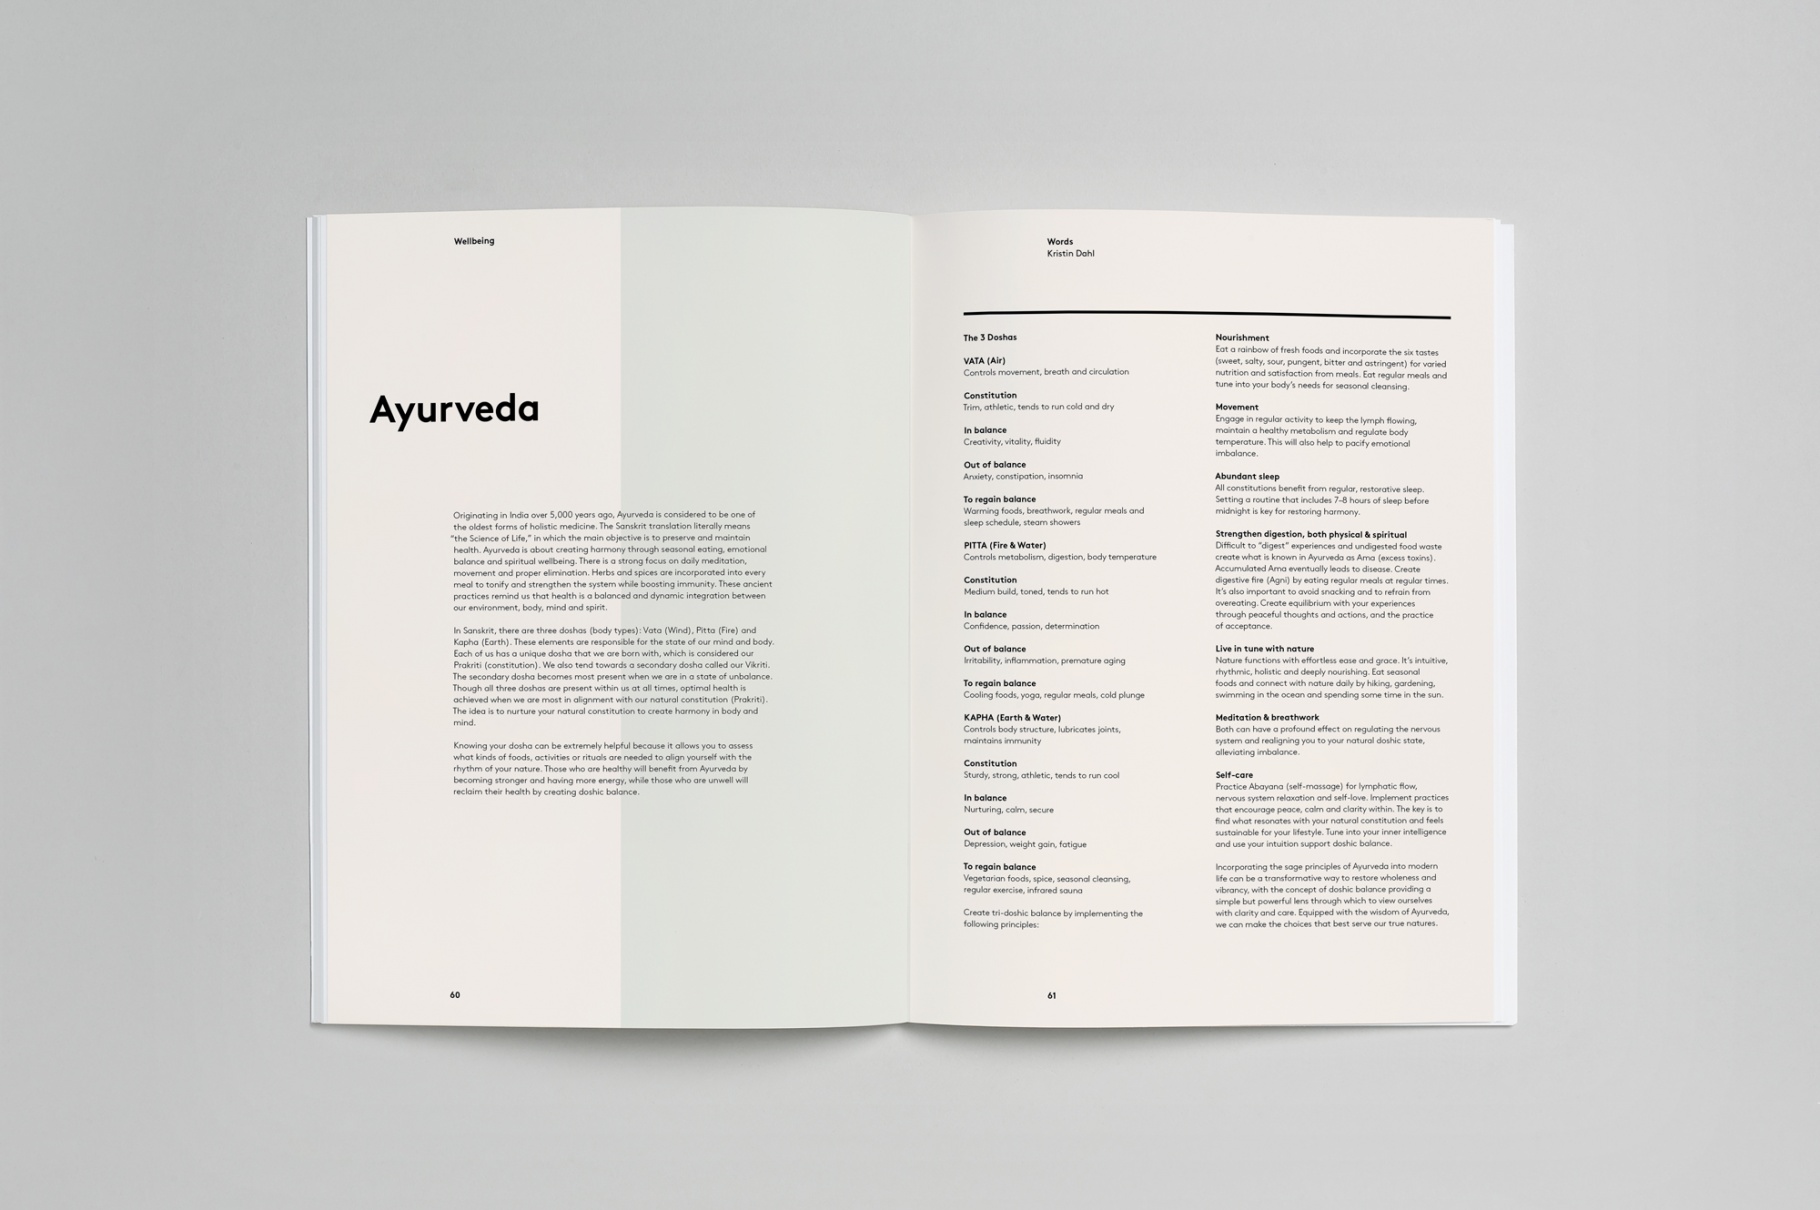 Wellbeing
Ayurveda
Originating in India over 5,000 years ago, Ayurveda is considered to be one of
the oldest forms of holistic medicine. The Sanskrit translation literally means
“the Science of Life,” in which the main objective is to preserve and maintain
health. Ayurveda is about creating harmony through seasonal eating, emotional
balance and spiritual wellbeing. There is a strong focus on daily meditation,
movement and proper elimination. Herbs and spices are incorporated into every
meal to tonify and strengthen the system while boosting immunity. These ancient
practices remind us that health is a balanced and dynamic integration between
our environment, body, mind and spirit.
In Sanskrit, there are three doshas (body types): Vata (Wind), Pitta (Fire) and
Kapha (Earth). These elements are responsible for the state of our mind and body.
Each of us has a unique dosha that we are born with, which is considered our
Prakriti (constitution). We also tend towards a secondary dosha called our Vikriti.
The secondary dosha becomes most present when we are in a state of unbalance.
Though all three doshas are present within us at all times, optimal health is
achieved when we are most in alignment with our natural constitution (Prakriti).
The idea is to nurture your natural constitution to create harmony in body and
mind.
Knowing your dosha can be extremely helpful because it allows you to assess
what kinds of foods, activities or rituals are needed to align yourself with the
rhythm of your nature. Those who are healthy will benefit from Ayurveda by
becoming stronger and having more energy, while those who are unwell will
reclaim their health by creating doshic balance.
60
Words
Kristin Dahl
The 3 Doshas
VATA (Air)
Controls movement, breath and circulation
Constitution
Trim, athletic, tends to run cold and dry
In balance
Creativity, vitality, fluidity
Out of balance
Anxiety, constipation, insomnia
To regain balance
Warming foods, breathwork, regular meals and
sleep schedule, steam showers
PITTA (Fire & Water)
Controls metabolism, digestion, body temperature
Constitution
Medium build, toned, tends to run hot
In balance
Confidence, passion, determination
Out of balance
Irritability, inflammation, premature aging
To regain balance
Cooling foods, yoga, regular meals, cold plunge
KAPHA (Earth & Water)
Controls body structure, lubricates joints,
maintains immunity
Constitution
Sturdy, strong, athletic, tends to run cool
In balance
Nurturing, calm, secure
Out of balance
Depression, weight gain, fatigue
To regain balance
Vegetarian foods, spice, seasonal cleansing,
regular exercise, infrared sauna
Create tri-doshic balance by implementing the
following principles:
Nourishment
Eat a rainbow of fresh foods and incorporate the six tastes
(sweet, salty, sour, pungent, bitter and astringent) for varied
nutrition and satisfaction from meals. Eat regular meals and
tune into your body’s needs for seasonal cleansing.
Movement
Engage in regular activity to keep the lymph flowing,
maintain a healthy metabolism and regulate body
temperature. This will also help to pacify emotional
imbalance.
Abundant sleep
All constitutions benefit from regular, restorative sleep.
Setting a routine that includes 7–8 hours of sleep before
midnight is key for restoring harmony.
Strengthen digestion, both physical & spiritual
Difficult to “digest” experiences and undigested food waste
create what is known in Ayurveda as Ama (excess toxins).
Accumulated Ama eventually leads to disease. Create
digestive fire (Agni) by eating regular meals at regular times.
It’s also important to avoid snacking and to refrain from
overeating. Create equilibrium with your experiences
through peaceful thoughts and actions, and the practice
of acceptance.
Live in tune with nature
Nature functions with effortless ease and grace. It’s intuitive,
rhythmic, holistic and deeply nourishing. Eat seasonal
foods and connect with nature daily by hiking, gardening,
swimming in the ocean and spending some time in the sun.
Meditation & breathwork
Both can have a profound effect on regulating the nervous
system and realigning you to your natural doshic state,
alleviating imbalance.
Self-care
Practice Abayana (self-massage) for lymphatic flow,
nervous system relaxation and self-love. Implement practices
that encourage peace, calm and clarity within. The key is to
find what resonates with your natural constitution and feels
sustainable for your lifestyle. Tune into your inner intelligence
and use your intuition support doshic balance.
Incorporating the sage principles of Ayurveda into modern
life can be a transformative way to restore wholeness and
vibrancy, with the concept of doshic balance providing a
simple but powerful lens through which to view ourselves
with clarity and care. Equipped with the wisdom of Ayurveda,
we can make the choices that best serve our true natures.
61